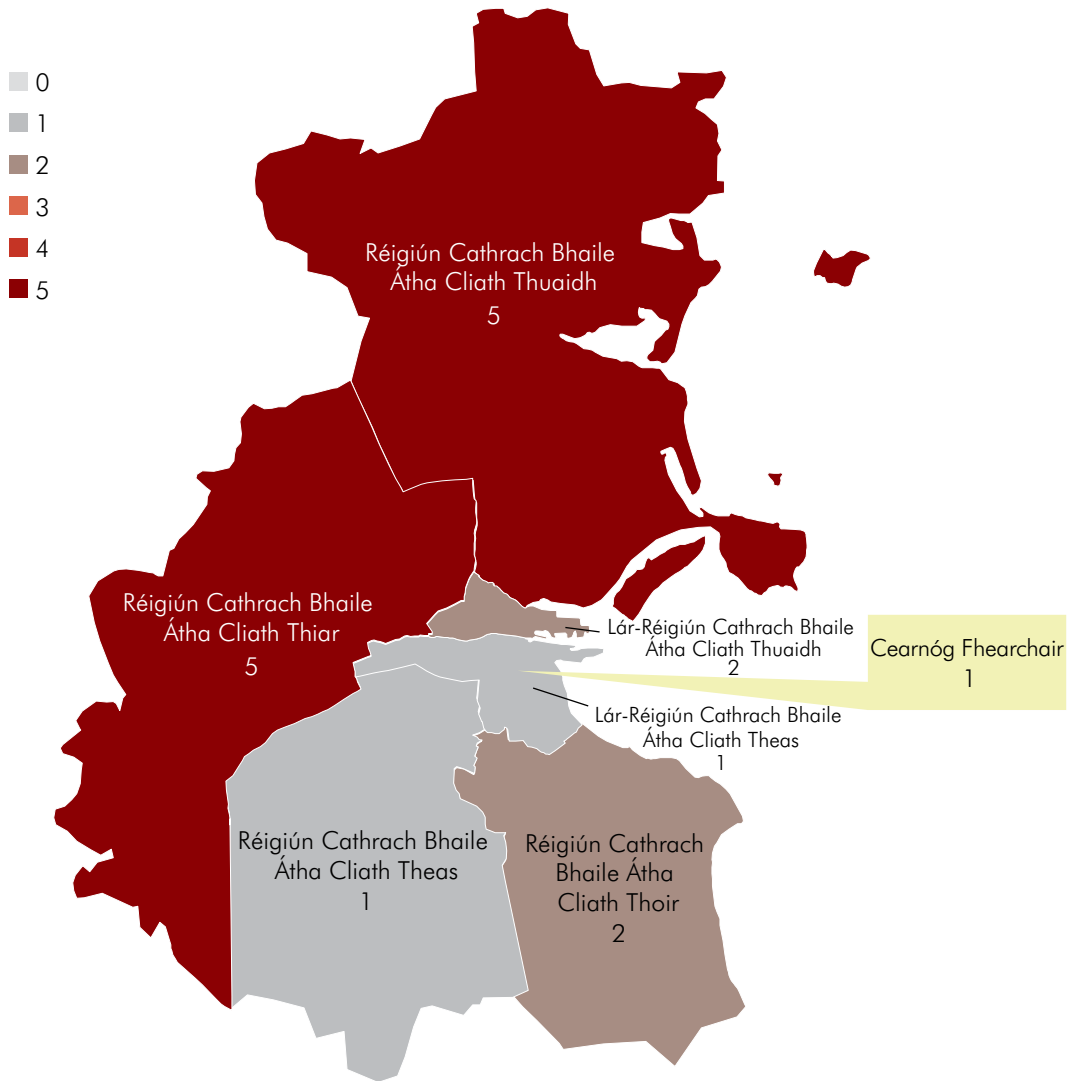 0
1
2
3
4
5
Réigiún Cathrach Bhaile
Átha Cliath Thuaidh
5
Réigiún Cathrach Bhaile
Átha Cliath Thiar
5
Lár-Réigiún Cathrach Bhaile
Átha Cliath Thuaidh
2
Cearnóg Fhearchair
1
Lár-Réigiún Cathrach Bhaile
Átha Cliath Theas
1
Réigiún Cathrach Bhaile
Átha Cliath Theas
1
Réigiún Cathrach
Bhaile Átha
Cliath Thoir
2